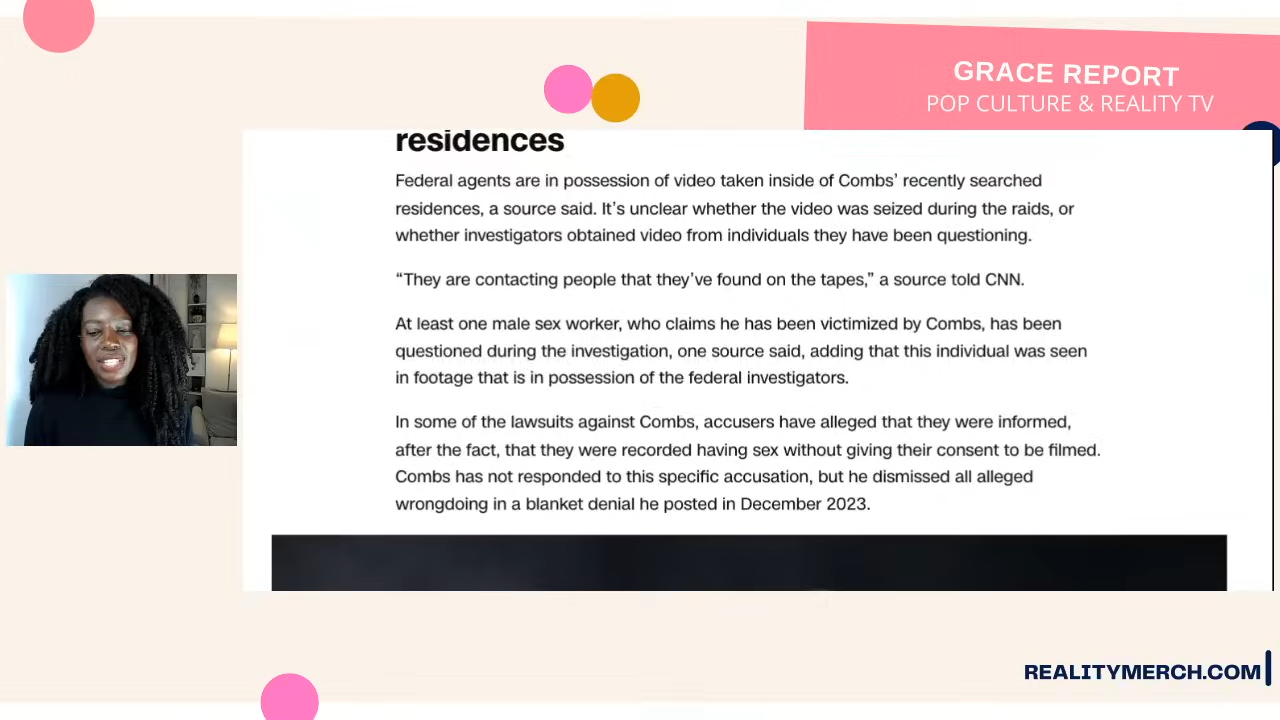 GRACE REPORT
POP CULTURE & REALITY TV
residences
Federal agents are in possession of video taken inside of Combs’ recently searched
residences, a source said. It’s unclear whether the video was seized during the raids, or
whether investigators obtained video from individuals they have been questioning.
“They are contacting people that they’ve found on the tapes,” a source told CNN.
At least one male sex worker, who claims he has been victimized by Combs, has been
questioned during the investigation, one source said, adding that this individual was seen
in footage that is in possession of the federal investigators.
In some of the lawsuits against Combs, accusers have alleged that they were informed,
after the fact, that they were recorded having sex without giving their consent to be filmed.
Combs has not responded to this specific accusation, but he dismissed all alleged
wrongdoing in a blanket denial he posted in December 2023.
REALITYMERCH.COM